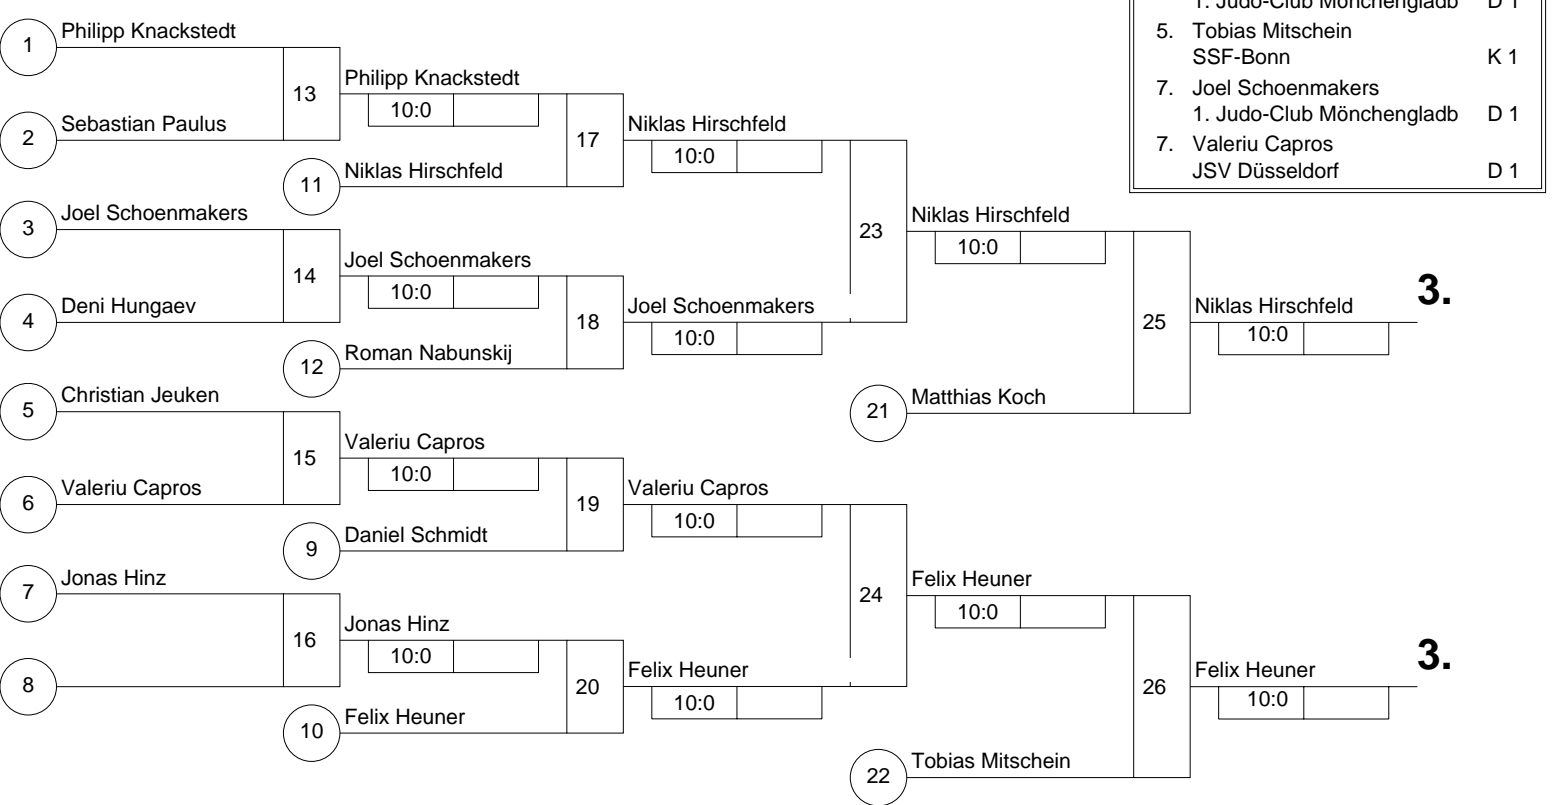 1. Judo-Club Mönchengladb D 1
5. Tobias Mitschein
SSF-Bonn K 1
7. Joel Schoenmakers
1. Judo-Club Mönchengladb D 1
7. Valeriu Capros
JSV Düsseldorf D 1
1 Philipp Knackstedt
13
2 Sebastian Paulus
3 Joel Schoenmakers
14
4 Deni Hungaev
5 Christian Jeuken
15
6 Valeriu Capros
7 Jonas Hinz
16
8
Philipp Knackstedt
10:0
17
11 Niklas Hirschfeld
Joel Schoenmakers
10:0
18
12 Roman Nabunskij
Valeriu Capros
10:0
19
9 Daniel Schmidt
Jonas Hinz
10:0
20
10 Felix Heuner
Niklas Hirschfeld
10:0
23
Joel Schoenmakers
10:0
Valeriu Capros
10:0
24
Felix Heuner
10:0
Niklas Hirschfeld
10:0
25
21 Matthias Koch
Felix Heuner
10:0
26
22 Tobias Mitschein
Niklas Hirschfeld 3.
10:0
Felix Heuner 3.
10:0